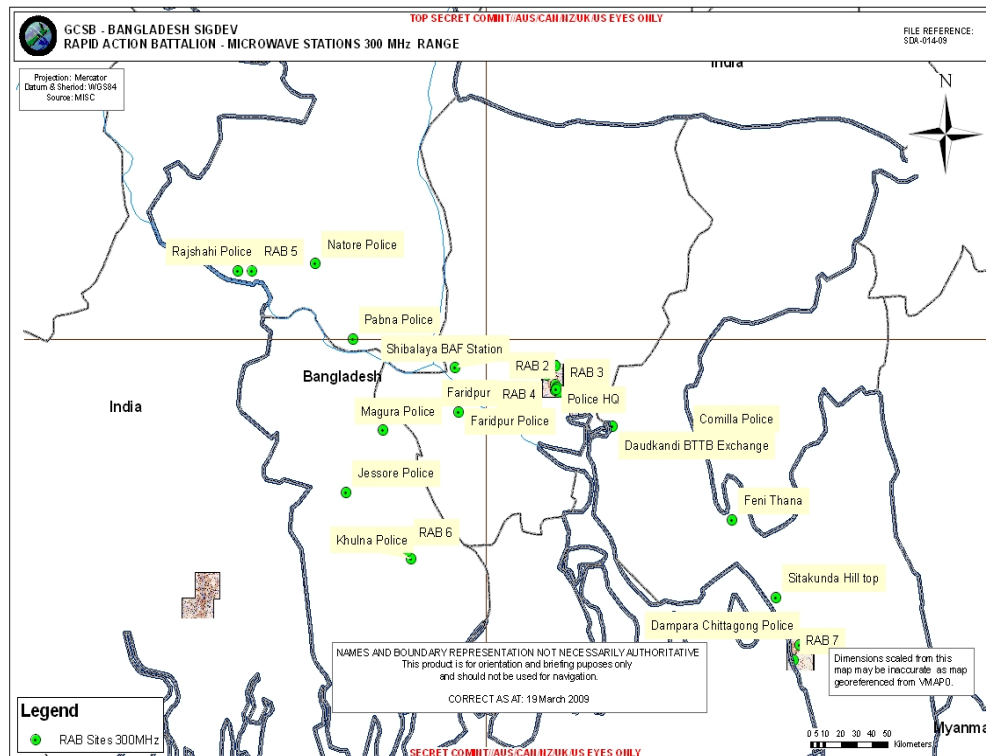 TOP SECRET COMINT//AUS/CAN/NZ/UK/US EYES ONLY
GCSB - BANGLADESH SIGDEV
RAPID ACTION BATTALION - MICROWAVE STATIONS 300 MHz RANGE
FILE REFERENCE:
SDA-014-09
Projection: Mercator
Datum & Sheriod: WGS84
Source: MISC
India
N
Rajshahi Police
RAB 5
Natore Police
Pabna Police
Shibalaya BAF Station
RAB 2
RAB 3
Bangladesh
India
Faridpur
RAB 4
Police HQ
Magura Police
Faridpur Police
Comilla Police
Daudkandi BTTB Exchange
Jessore Police
Feni Thana
RAB 6
Khulna Police
Sitakunda Hill top
Dampara Chittagong Police
RAB 7
NAMES AND BOUNDARY REPRESENTATION NOT NECESSARILY AUTHORITATIVE
This product is for orientation and briefing puposes only
and should not be used for navigation.
CORRECT AS AT: 19 March 2009
Dimensions scaled from this
map may be inaccurate as map
georeferenced from VMAP0.
Legend
RAB Sites 300MHz
Myanma
0 5 10 20 30 40 50
Kilometers
SECRET COMINT//AUS/CAN/NZ/UK/US EYES ONLY